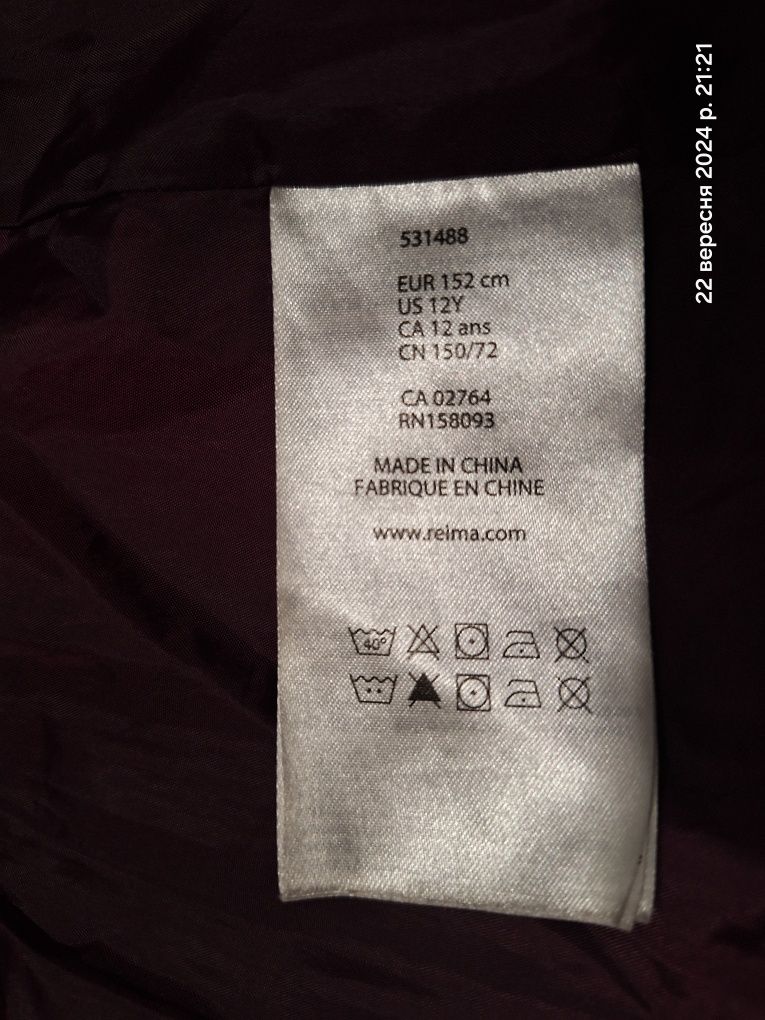 531488
EUR 152 cm
US 12Y
CA 12 ans
CN 150/72
CA 02764
RN158093
MADE IN CHINA
FABRIQUE EN CHINE
www.reima.com
40°
22 вересня 2024 р. 21:21